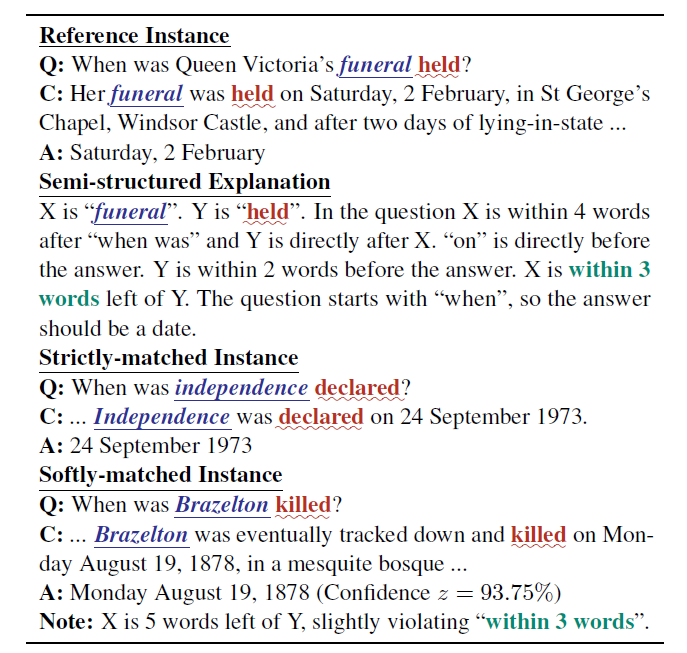 Reference Instance
Q: When was Queen Victoria's funeral held?
C: Her funeral was held on Saturday, 2 February, in St George's
Chapel, Windsor Castle, and after two days of lying-in-state ...
A: Saturday, 2 February
Semi-structured Explanation
X is “funeral”. Y is “held”. In the question X is within 4 words
after “when was” and Y is directly after X. “on” is directly before
the answer. Y is within 2 words before the answer. X is within 3
words left of Y. The question starts with “when”, so the answer
should be a date.
Strictly-matched Instance
Q: When was independence declared?
C: ... Independence was declared on 24 September 1973.
A: 24 September 1973
Softly-matched Instance
Q: When was Brazelton killed?
C: ... Brazelton was eventually tracked down and killed on Mon-
day August 19, 1878, in a mesquite bosque ...
A: Monday August 19, 1878 (Confidence z = 93.75%)
Note: X is 5 words left of Y, slightly violating “within 3 words”.